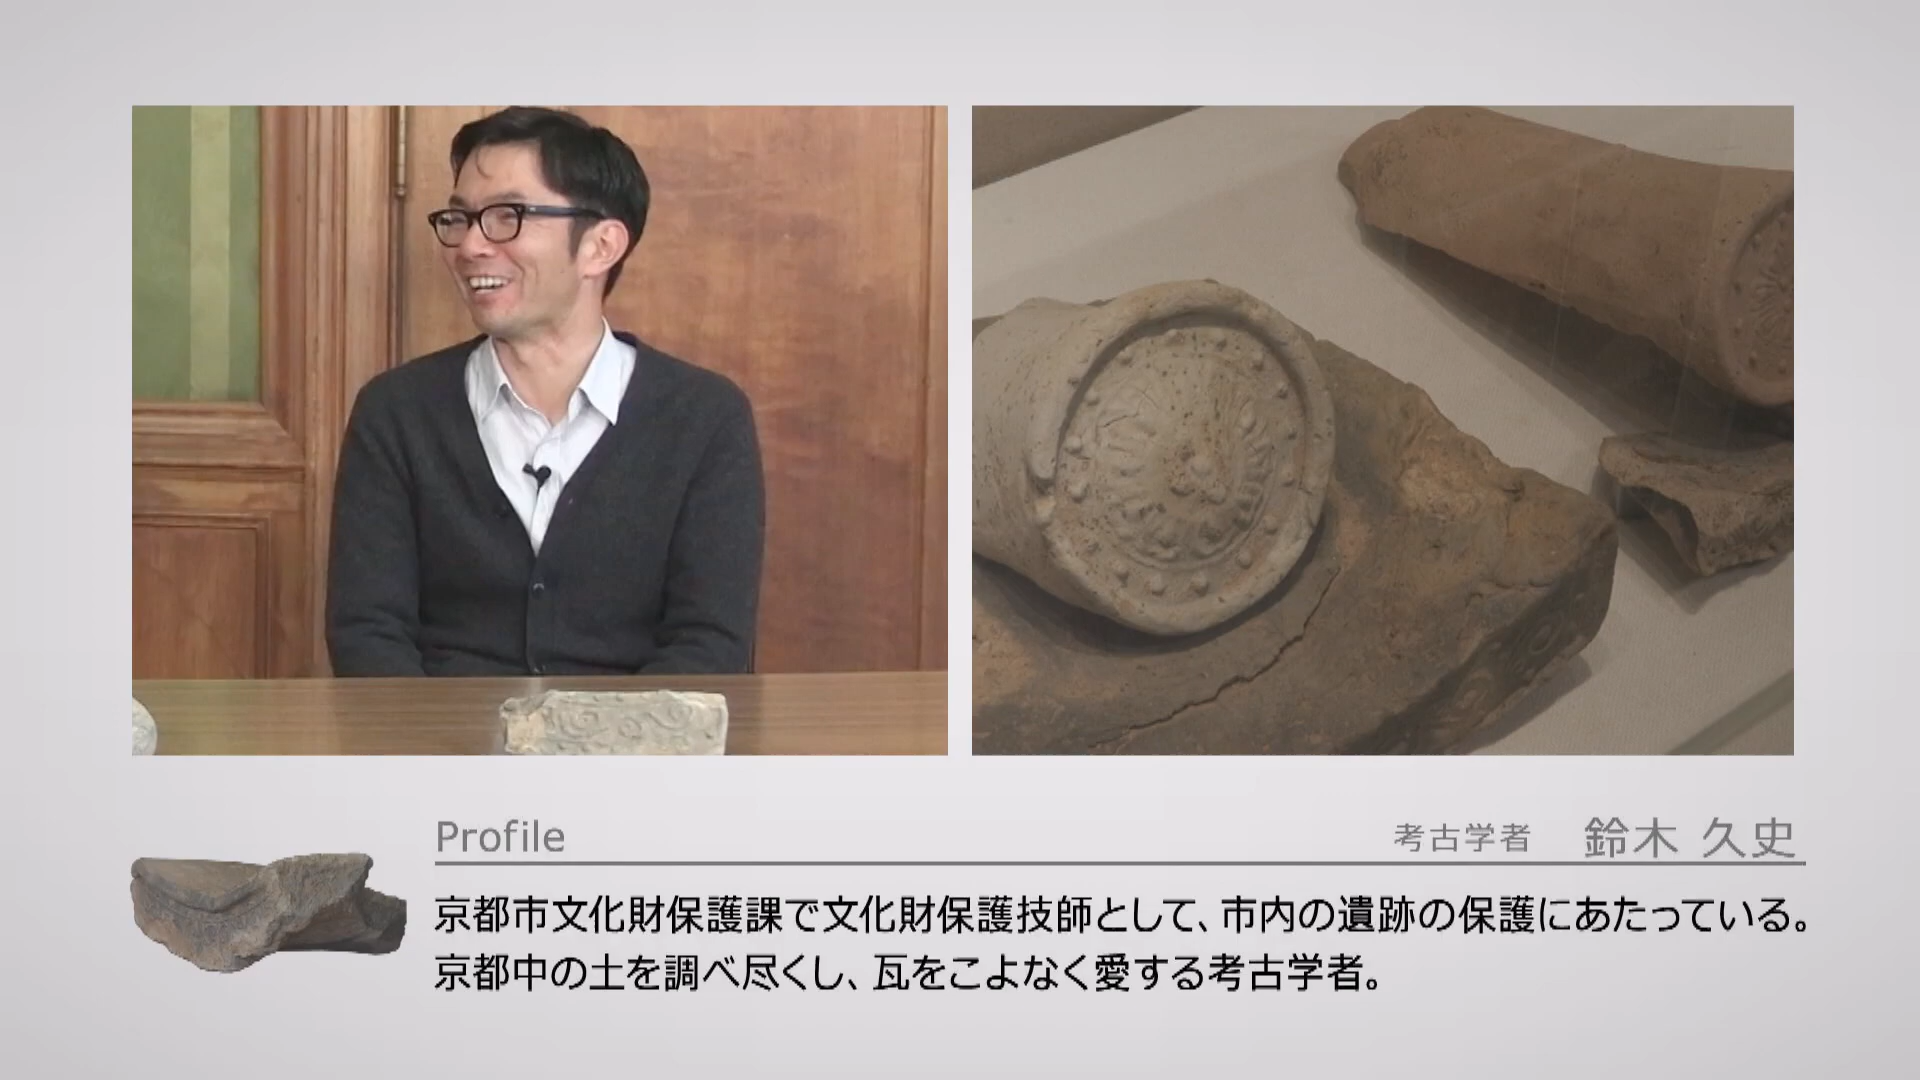 Profile
考古学者 鈴木 久史
京都市文化財保護課で文化財保護技師として、市内の遺跡の保護にあたっている。
京都中の土を調べ尽くし、瓦をこよなく愛する考古学者。